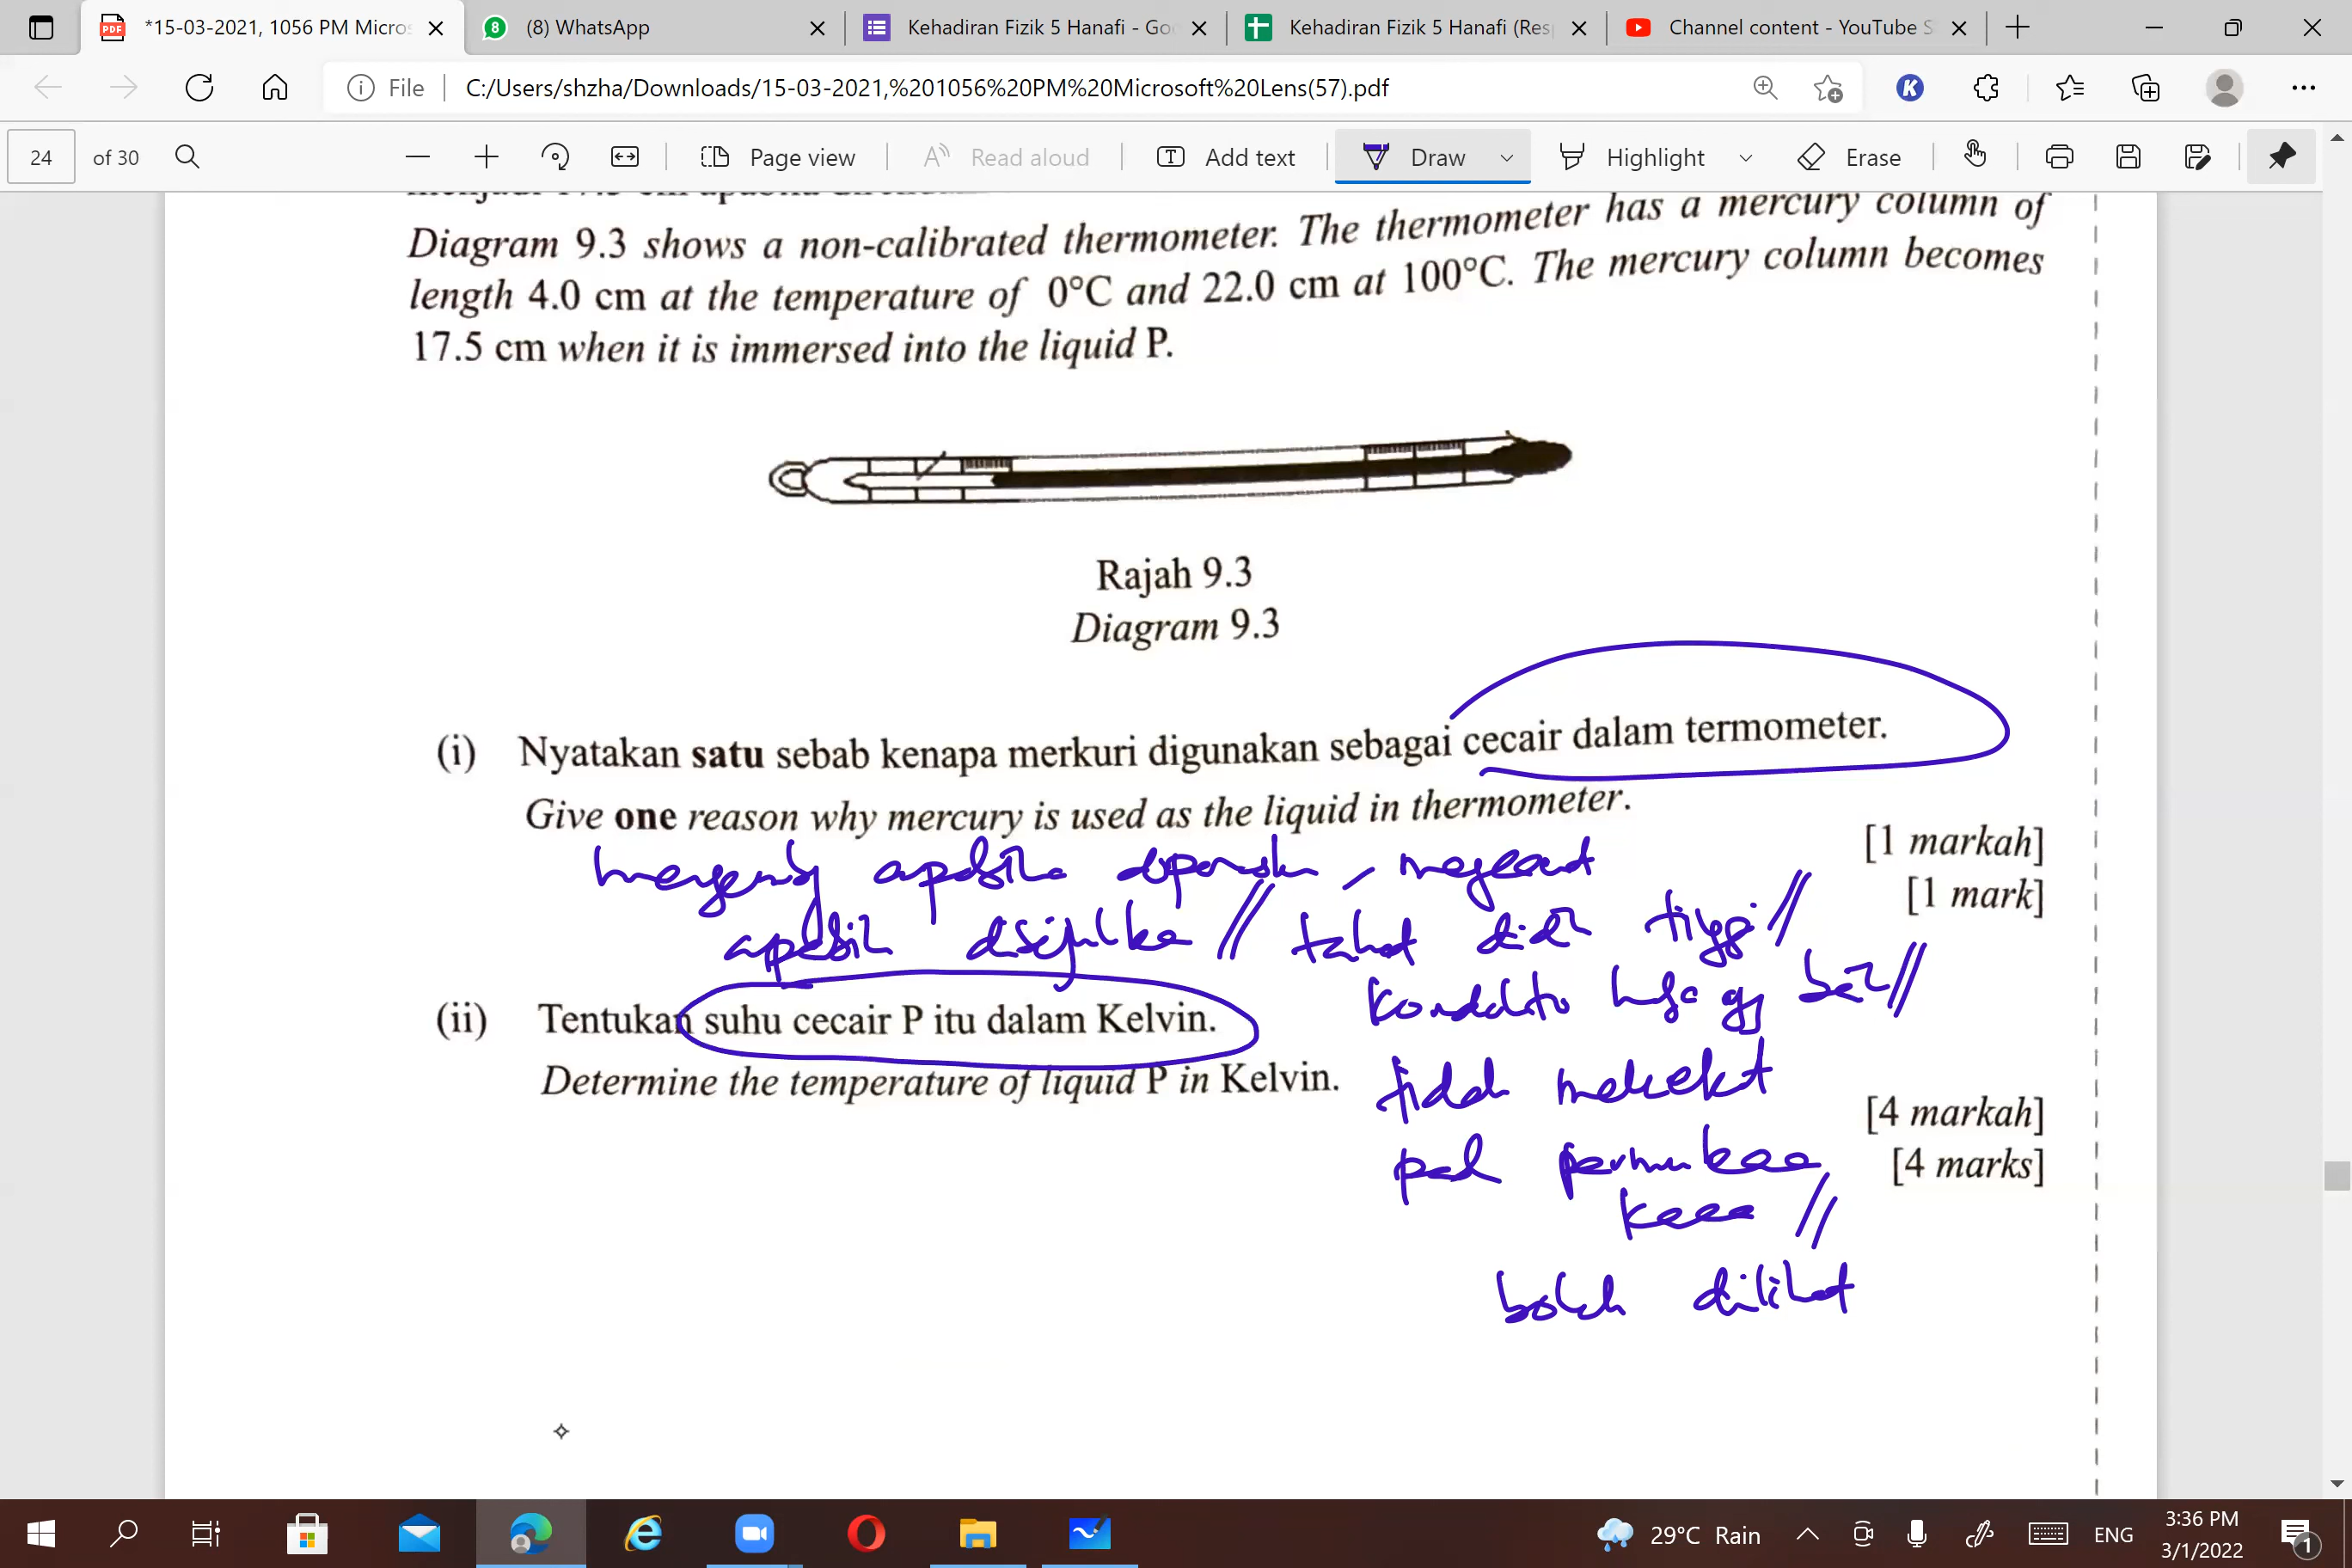 *15-03-2021, 1056 PM Micros
(8) WhatsApp
Kehadiran Fizik 5 Hanafi - Go
Kehadiran Fizik 5 Hanafi (Res
Channel content - YouTube S
File
C:/Users/shzha/Downloads/15-03-2021,%201056%20PM%20Microsoft%20Lens(57).pdf
24 of 30
Page view
Read aloud
Add text
Draw
Highlight
Erase
Diagram 9.3 shows a non-calibrated thermometer. The thermometer has a mercury column of
length 4.0 cm at the temperature of 0°C and 22.0 cm at 100°C. The mercury column becomes
17.5 cm when it is immersed into the liquid P.
Rajah 9.3
Diagram 9.3
(i) Nyatakan satu sebab kenapa merkuri digunakan sebagai cecair dalam termometer.
Give one reason why mercury is used as the liquid in thermometer.
[1 markah]
[1 mark]
apabila
takat didih tinggi //
(ii) Tentukan suhu cecair P itu dalam Kelvin.
Determine the temperature of liquid P in Kelvin.
tidak melekat
permukaan
kaca //
[4 markah]
[4 marks]
boleh dilihat
29°C Rain
ENG
3:36 PM
3/1/2022
1